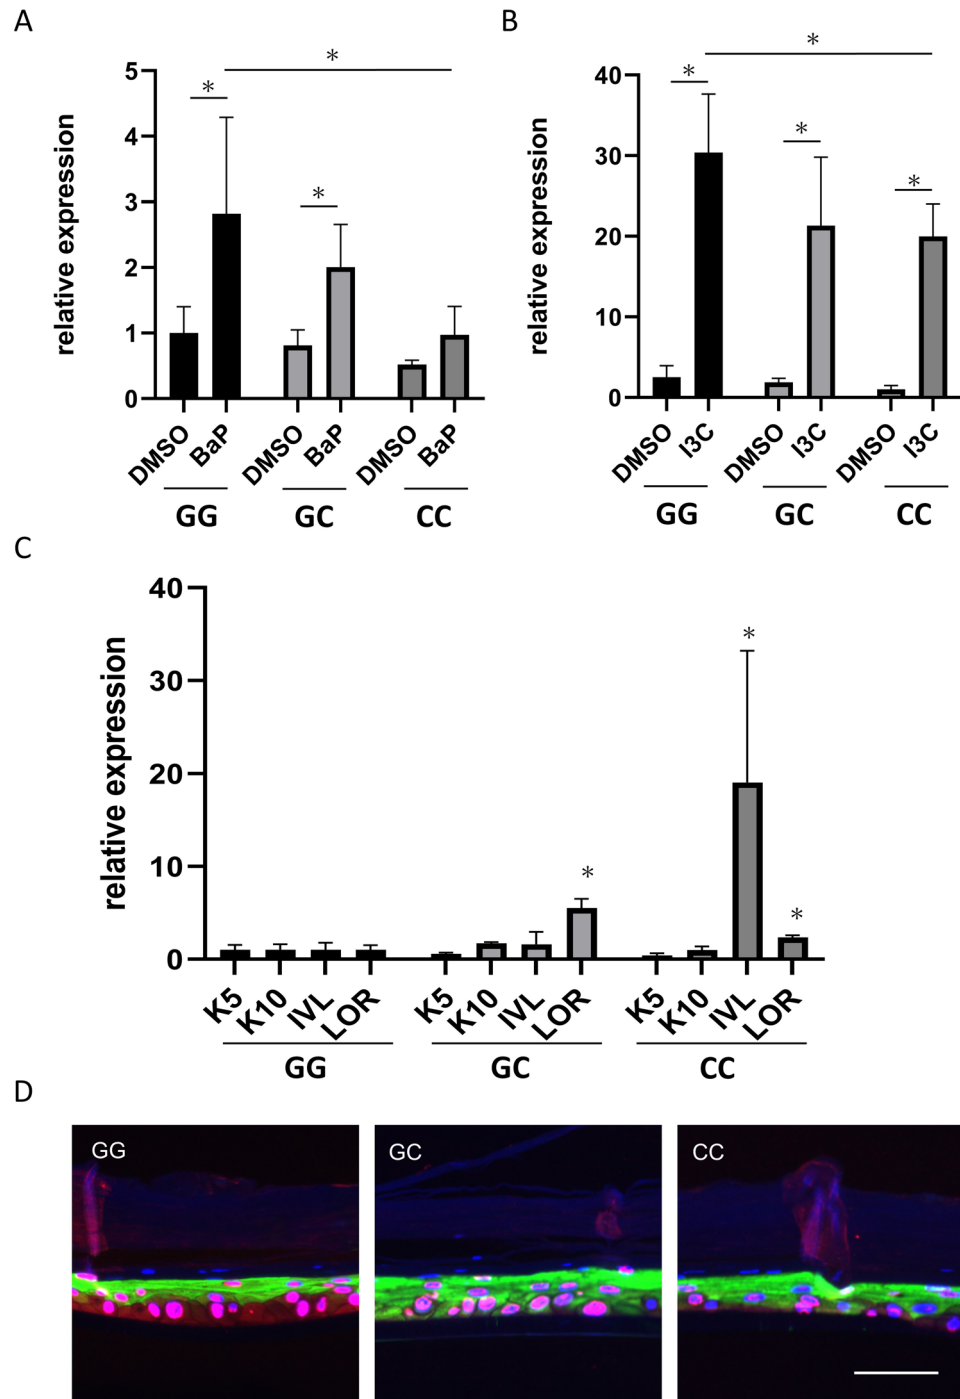 A
B
relative expression
5
4
3
2
1
0
*
*
*
DMSO
BaP
DMSO
BaP
DMSO
BaP
GG
GC
CC
relative expression
40
30
20
10
0
*
*
*
*
DMSO
I3C
DMSO
I3C
DMSO
I3C
GG
GC
CC
C
relative expression
40
30
20
10
0
*
*
*
K5
K10
IVL
LOR
K5
K10
IVL
LOR
K5
K10
IVL
LOR
GG
GC
CC
D
GG
GC
CC